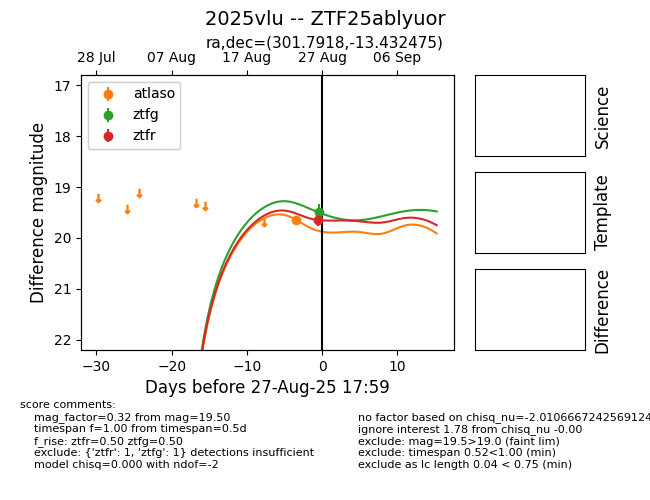 2025vlu -- ZTF25ablyuor
ra,dec=(301.7918,-13.432475)
28 Jul 07 Aug 17 Aug 27 Aug 06 Sep
atlaso
ztfg
ztfr
Difference magnitude
17
18
19
20
21
22
−30 −20 −10 0 10
Days before 27-Aug-25 17:59
Science
Template
Difference
score comments:
mag_factor=0.32 from mag=19.50
timespan f=1.00 from timespan=0.5d
f_rise: ztfr=0.50 ztfg=0.50
exclude: {'ztfr': 1, 'ztfg': 1} detections insufficient
model chisq=0.000 with ndof=-2
no factor based on chisq_nu=-2.0106667242569124
ignore interest 1.78 from chisq_nu -0.00
exclude: mag=19.5>19.0 (faint lim)
exclude: timespan 0.52<1.00 (min)
exclude as lc length 0.04 < 0.75 (min)